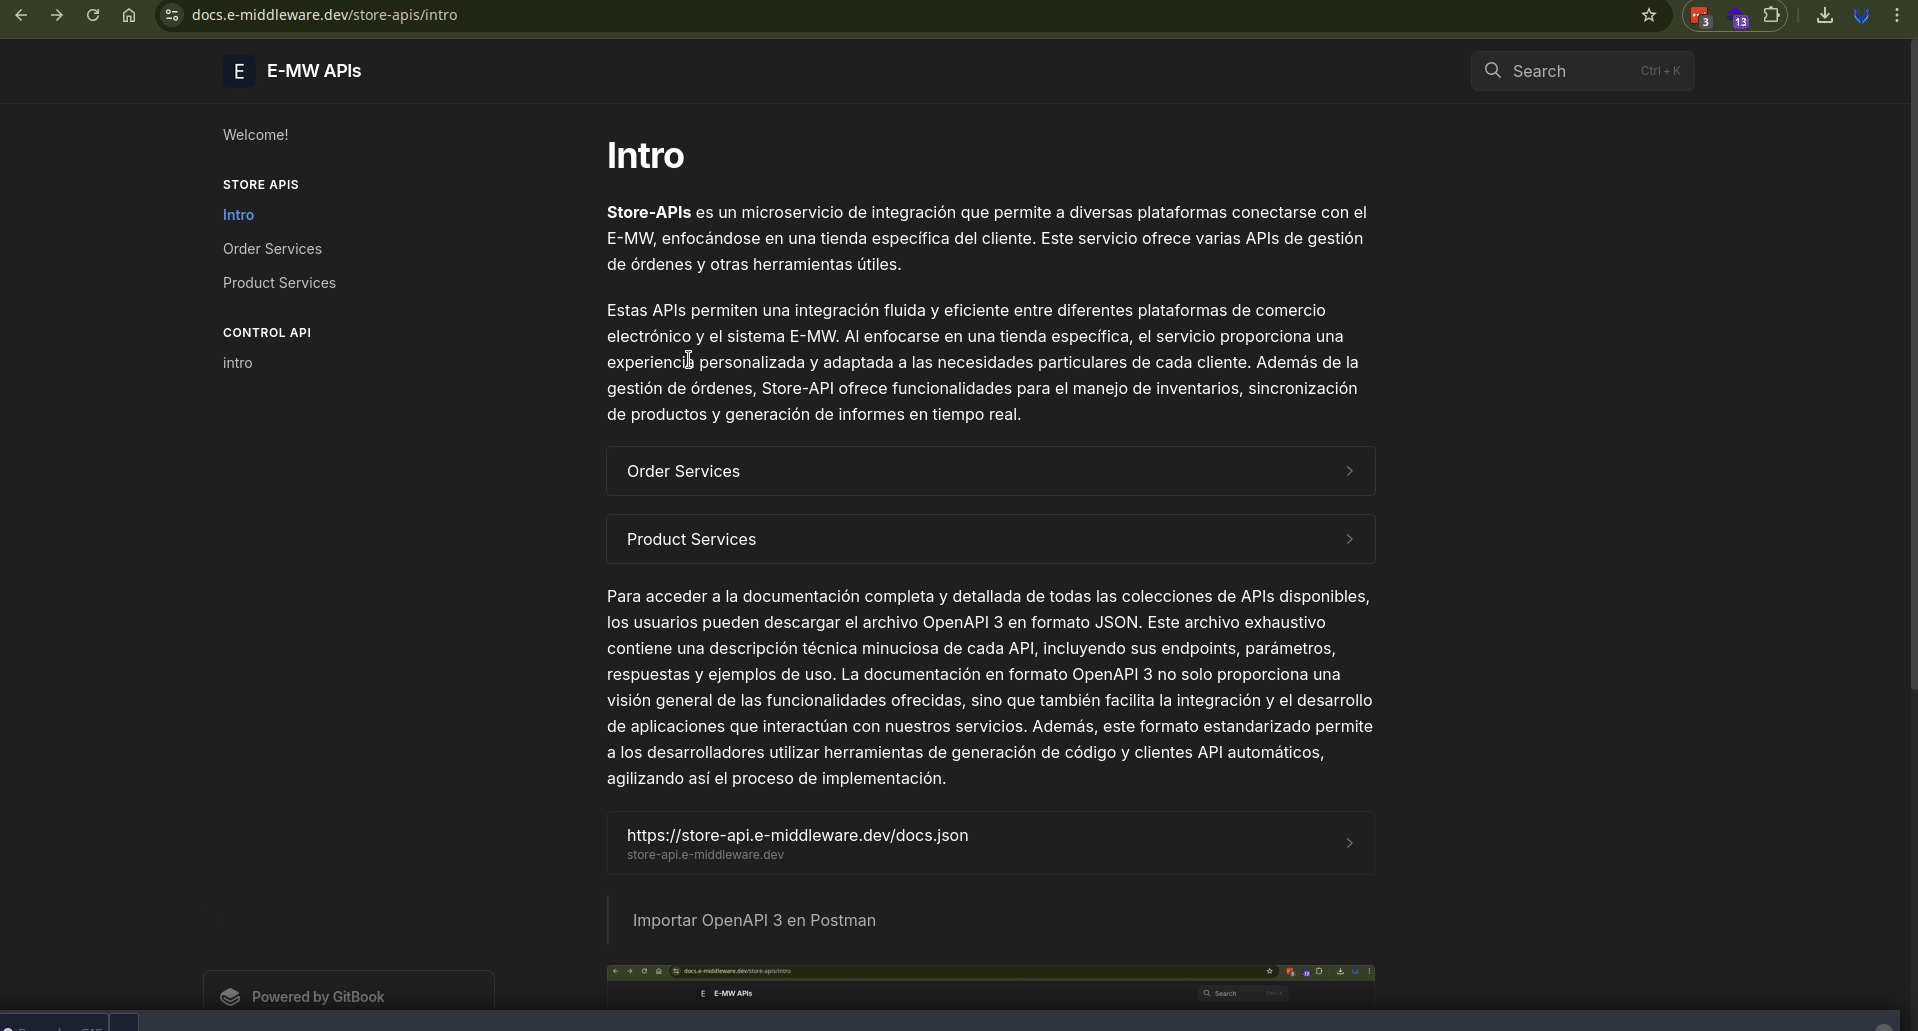 docs.e-middleware.dev/store-apis/intro
3
13
E
E-MW APIs
Search
Ctrl + K
Welcome!
STORE APIS
Intro
Order Services
Product Services
CONTROL API
intro
Intro
Store-APIs es un microservicio de integración que permite a diversas plataformas conectarse con el
E-MW, enfocándose en una tienda específica del cliente. Este servicio ofrece varias APIs de gestión
de órdenes y otras herramientas útiles.
Estas APIs permiten una integración fluida y eficiente entre diferentes plataformas de comercio
electrónico y el sistema E-MW. Al enfocarse en una tienda específica, el servicio proporciona una
experiencia personalizada y adaptada a las necesidades particulares de cada cliente. Además de la
gestión de órdenes, Store-API ofrece funcionalidades para el manejo de inventarios, sincronización
de productos y generación de informes en tiempo real.
Order Services
Product Services
Para acceder a la documentación completa y detallada de todas las colecciones de APIs disponibles,
los usuarios pueden descargar el archivo OpenAPI 3 en formato JSON. Este archivo exhaustivo
contiene una descripción técnica minuciosa de cada API, incluyendo sus endpoints, parámetros,
respuestas y ejemplos de uso. La documentación en formato OpenAPI 3 no solo proporciona una
visión general de las funcionalidades ofrecidas, sino que también facilita la integración y el desarrollo
de aplicaciones que interactúan con nuestros servicios. Además, este formato estandarizado permite
a los desarrolladores utilizar herramientas de generación de código y clientes API automáticos,
agilizando así el proceso de implementación.
https://store-api.e-middleware.dev/docs.json
store-api.e-middleware.dev
Importar OpenAPI 3 en Postman
docs.e-middleware.dev/store-apis/intro
E
E-MW APIs
Search
Ctrl + K
Powered by GitBook